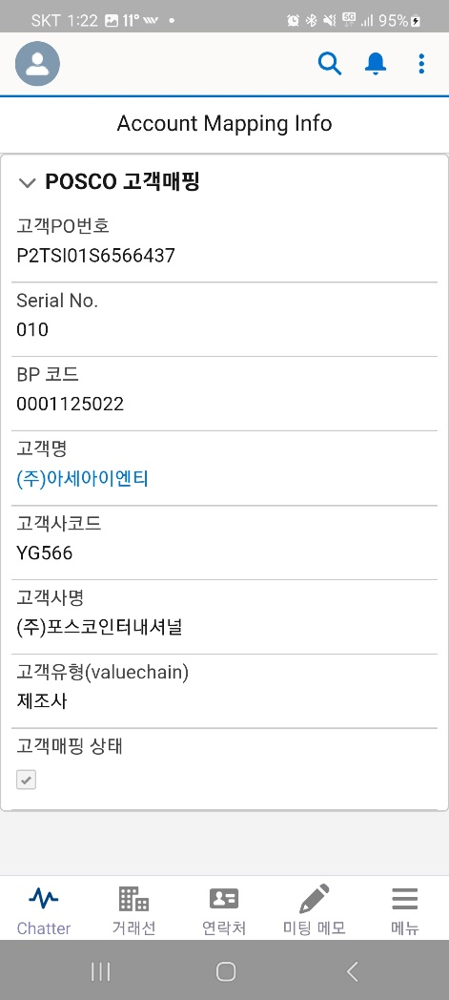 SKT 1:22 11° 95%
Account Mapping Info
POSCO 고객매핑
고객PO번호
P2TSI01S6566437
Serial No.
010
BP 코드
0001125022
고객명
(주)아세아이엔티
고객사코드
YG566
고객사명
(주)포스코인터내셔널
고객유형(valuechain)
제조사
고객매핑 상태
Chatter 거래선 연락처 미팅 메모 메뉴